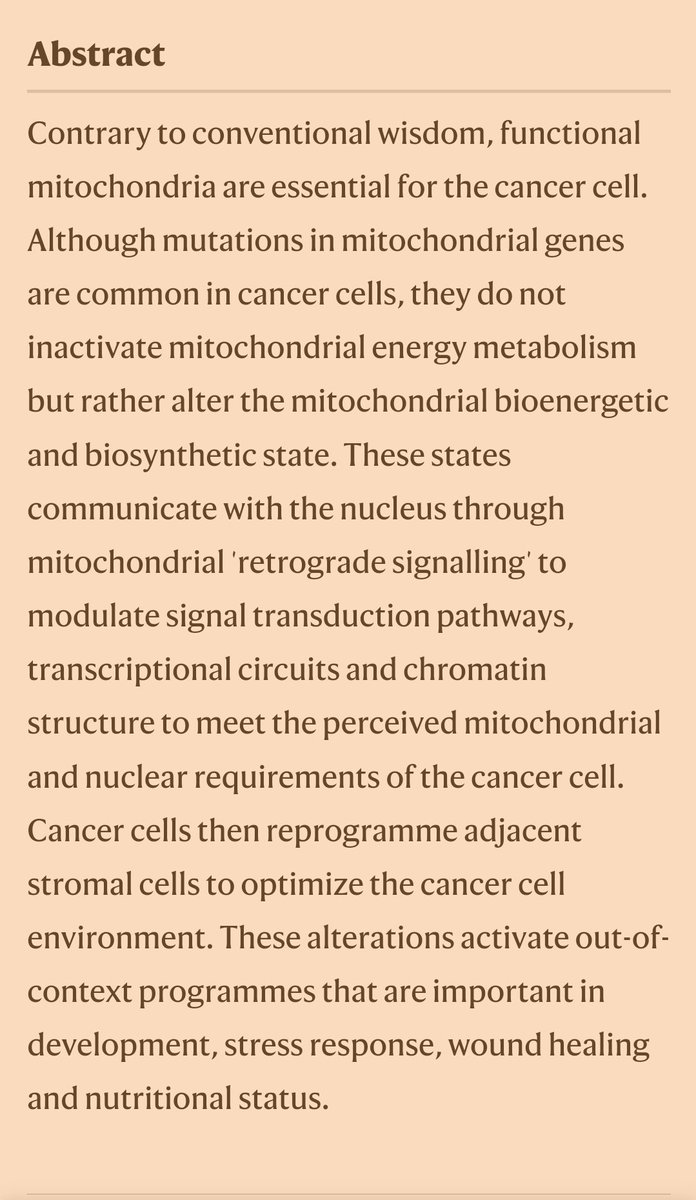 Abstract
Contrary to conventional wisdom, functional
mitochondria are essential for the cancer cell.
Although mutations in mitochondrial genes
are common in cancer cells, they do not
inactivate mitochondrial energy metabolism
but rather alter the mitochondrial bioenergetic
and biosynthetic state. These states
communicate with the nucleus through
mitochondrial 'retrograde signalling' to
modulate signal transduction pathways,
transcriptional circuits and chromatin
structure to meet the perceived mitochondrial
and nuclear requirements of the cancer cell.
Cancer cells then reprogramme adjacent
stromal cells to optimize the cancer cell
environment. These alterations activate out-of-
context programmes that are important in
development, stress response, wound healing
and nutritional status.